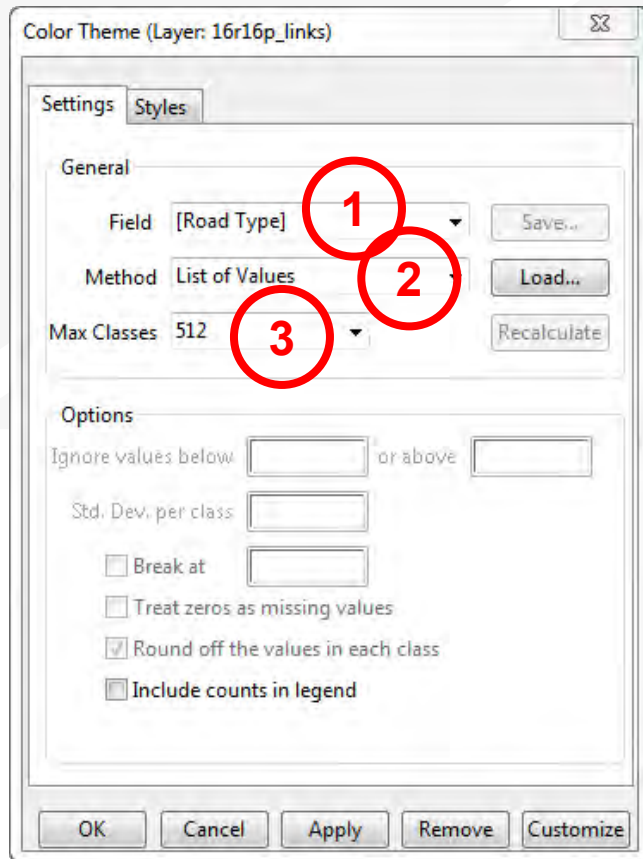 Color Theme (Layer: 16r16p_links)
Settings Styles
General
Field [Road Type] 1 Save...
Method List of Values 2 Load...
Max Classes 512 3 Recalculate
Options
Ignore values below or above
Std. Dev. per class
Break at
Treat zeros as missing values
Round off the values in each class
Include counts in legend
OK Cancel Apply Remove Customize